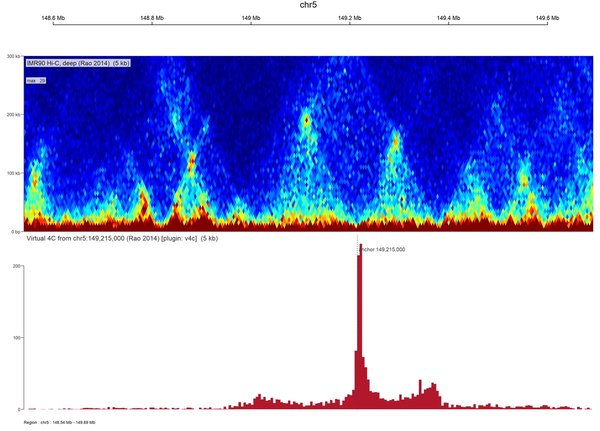 chr5
148.6 Mb 148.8 Mb 149 Mb 149.2 Mb 149.4 Mb 149.6 Mb
300 kb
IMR90 Hi-C, deep (Rao 2014) (5 kb)
max : 29
200 kb
100 kb
0 bp
Virtual 4C from chr5:149,215,000 (Rao 2014) [plugin: v4c] (5 kb)
anchor 149,215,000
200
100
0
Region : chr5 : 148.54 Mb - 149.69 Mb